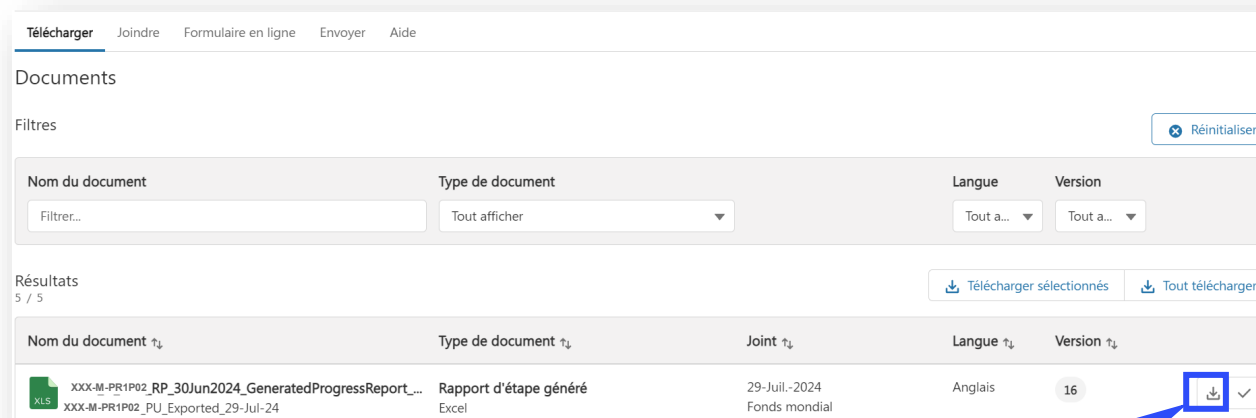 Télécharger Joindre Formulaire en ligne Envoyer Aide
Documents
Filtres
Réinitialiser
Nom du document Type de document Langue Version
Filtrer... Tout afficher Tout a... Tout a...
Résultats
5 / 5
Télécharger sélectionnés Tout télécharger
Nom du document Type de document Joint Langue Version
XLS
XXX-M-PR1P02_RP_30Jun2024_GeneratedProgressReport_... Rapport d'étape généré 29-Juil.-2024 Anglais 16
XXX-M-PR1P02_PU_Exported_29-Jul-24 Excel Fonds mondial